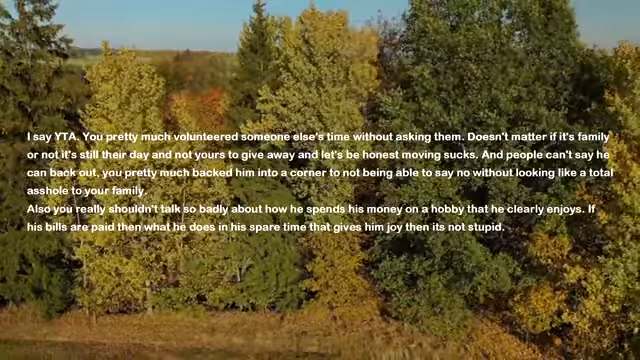 I say YTA. You pretty much volunteered someone else's time without asking them. Doesn't matter if it's family
or not it's still their day and not yours to give away and let's be honest moving sucks. And people can't say he
can back out, you pretty much backed him into a corner to not being able to say no without looking like a total
asshole to your family.
Also you really shouldn't talk so badly about how he spends his money on a hobby that he clearly enjoys. If
his bills are paid then what he does in his spare time that gives him joy then its not stupid.